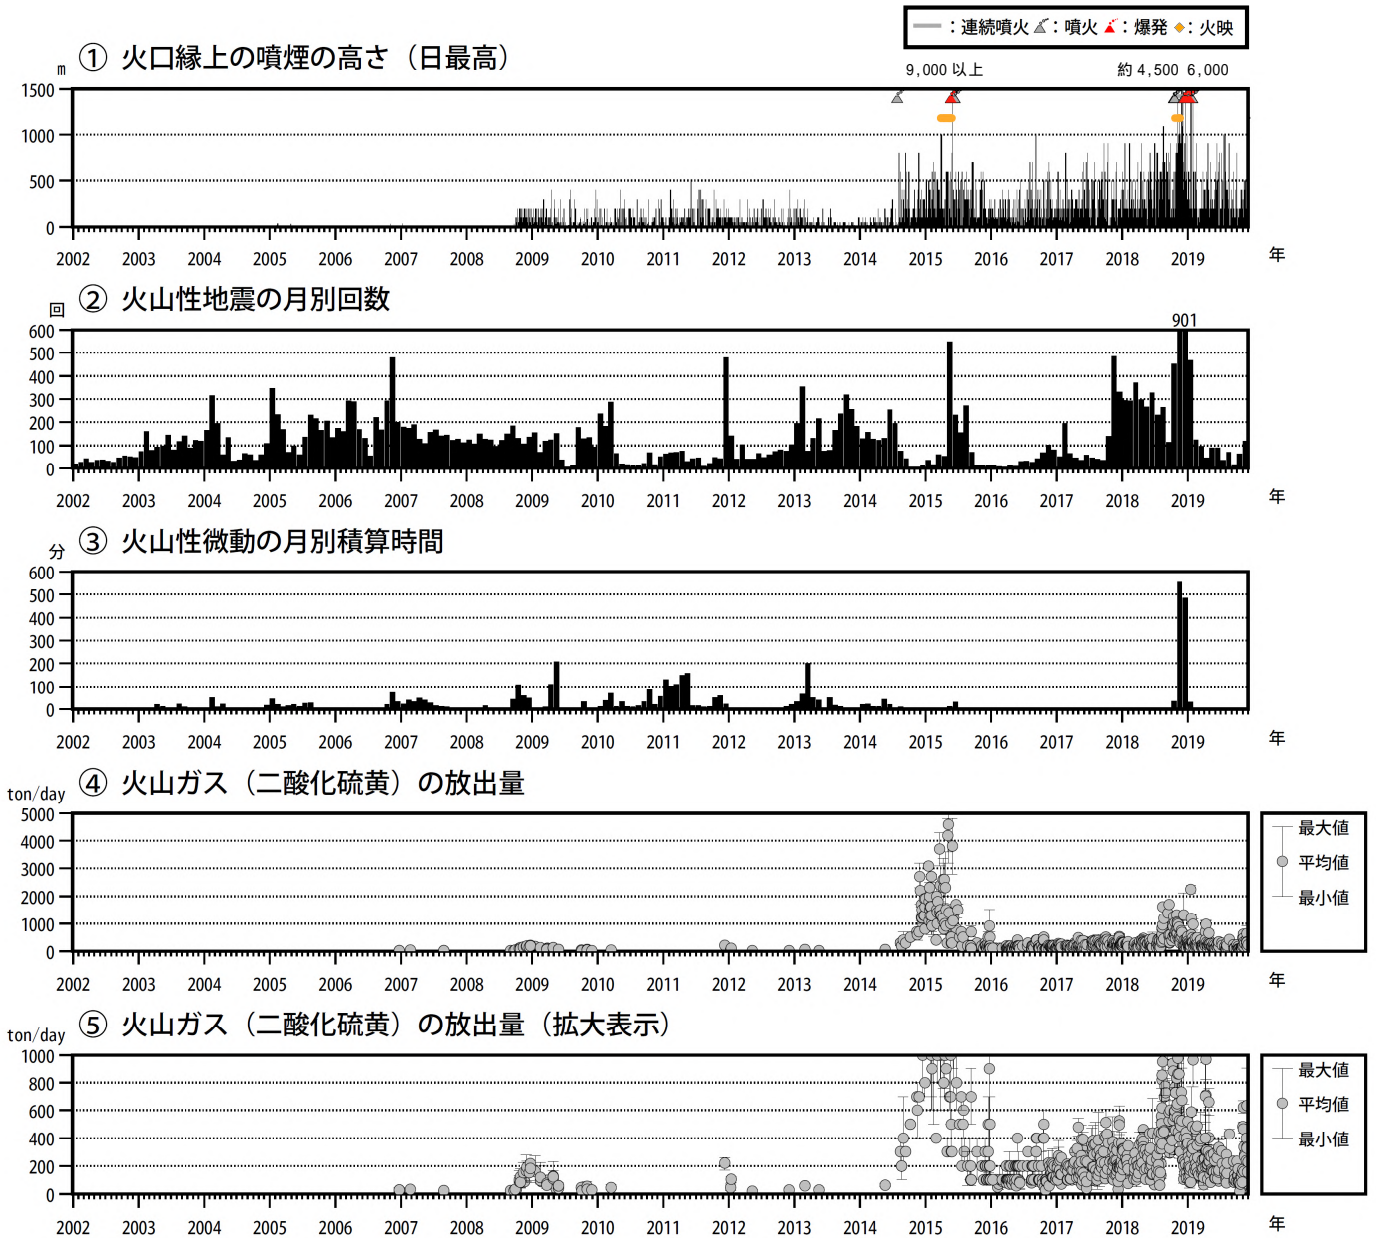 ：連続噴火 ：噴火 ：爆発 ：火映
① 火口縁上の噴煙の高さ（日最高）
m
9,000 以上 約 4,500 6,000
1500
1000
500
0
2002 2003 2004 2005 2006 2007 2008 2009 2010 2011 2012 2013 2014 2015 2016 2017 2018 2019 年
② 火山性地震の月別回数
回
901
600
500
400
300
200
100
0
2002 2003 2004 2005 2006 2007 2008 2009 2010 2011 2012 2013 2014 2015 2016 2017 2018 2019 年
③ 火山性微動の月別積算時間
分
600
500
400
300
200
100
0
2002 2003 2004 2005 2006 2007 2008 2009 2010 2011 2012 2013 2014 2015 2016 2017 2018 2019 年
④ 火山ガス（二酸化硫黄）の放出量
ton/day
5000
4000
3000
2000
1000
0
最大値
平均値
最小値
2002 2003 2004 2005 2006 2007 2008 2009 2010 2011 2012 2013 2014 2015 2016 2017 2018 2019 年
⑤ 火山ガス（二酸化硫黄）の放出量（拡大表示）
ton/day
1000
800
600
400
200
0
最大値
平均値
最小値
2002 2003 2004 2005 2006 2007 2008 2009 2010 2011 2012 2013 2014 2015 2016 2017 2018 2019 年